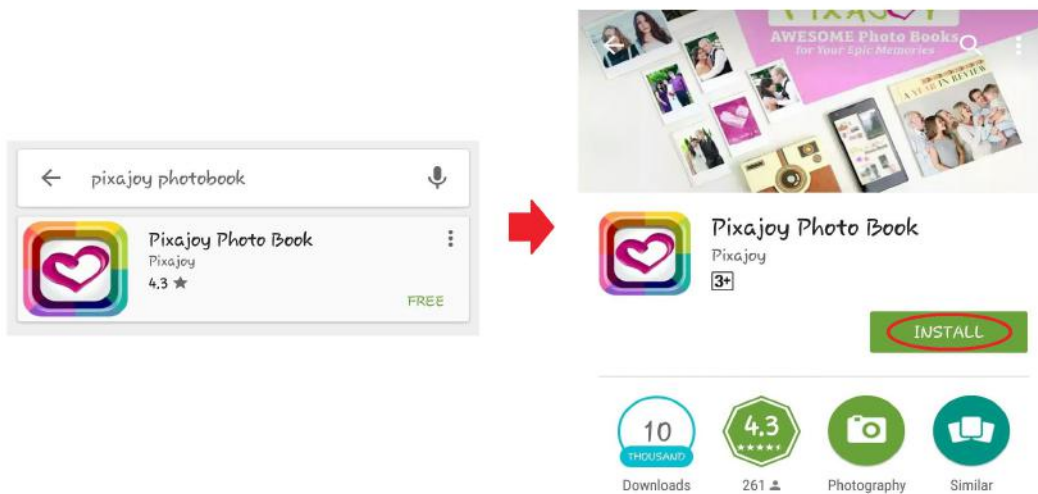 pixajoy photobook
Pixajoy Photo Book
Pixajoy
4.3
FREE
PIXAJOY
AWESOME Photo Books
for Your Epic Memories
A YEAR IN REVIEW
Pixajoy Photo Book
Pixajoy
3+
INSTALL
10
THOUSAND
Downloads
4.3
261
Photography
Similar